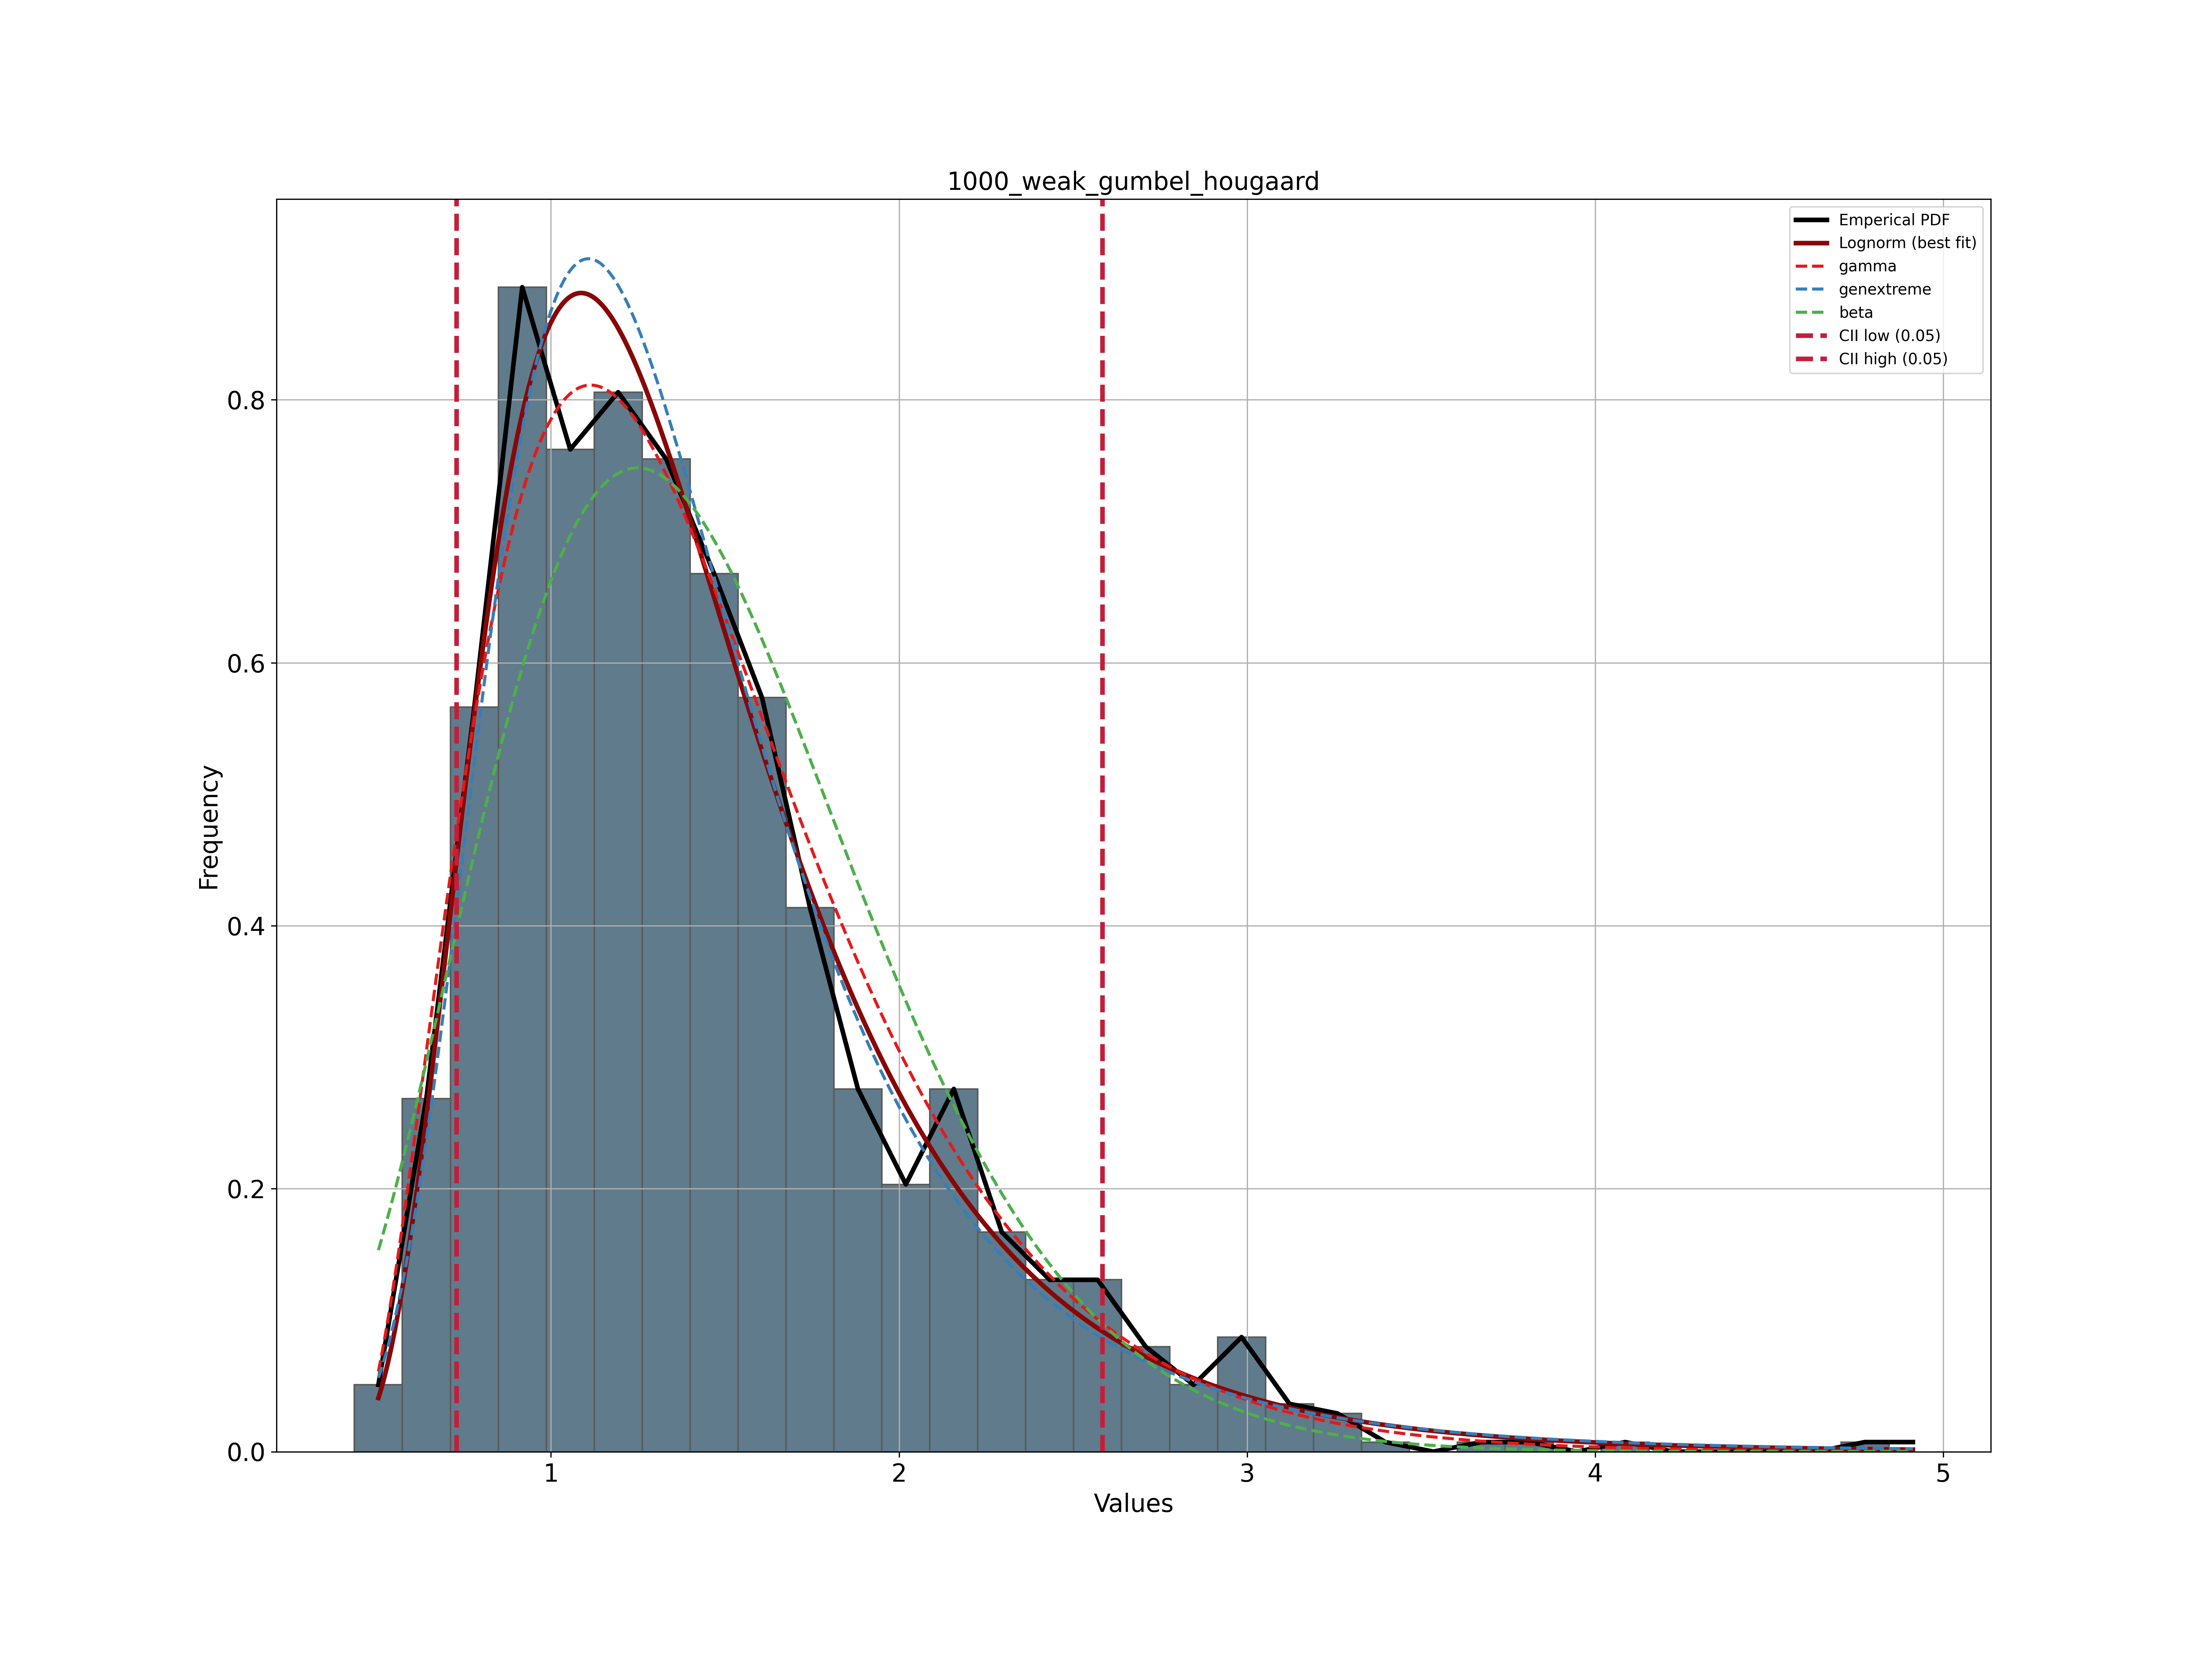 1000_weak_gumbel_hougaard
Emperical PDF
Lognorm (best fit)
gamma
genextreme
beta
CII low (0.05)
CII high (0.05)
Frequency
0.8
0.6
0.4
0.2
0.0
1 2 3 4 5
Values